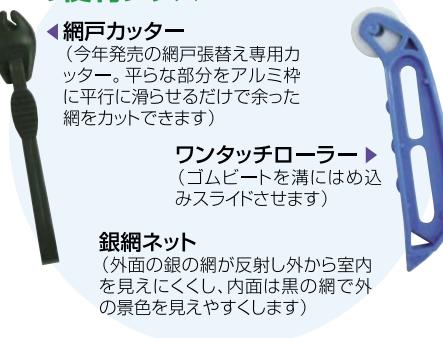 ◀網戸カッター
（今年発売の網戸張替え専用カ
ッター。平らな部分をアルミ枠
に平行に滑らせるだけで余った
網をカットできます）
ワンタッチローラー▶
（ゴムビートを溝にはめ込
みスライドさせます）
銀網ネット
（外面の銀の網が反射し外から室内
を見えにくくし、内面は黒の網で外
の景色を見えやすくします）